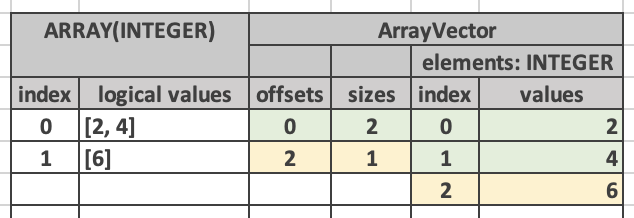 ARRAY(INTEGER) ArrayVector
elements: INTEGER
index logical values offsets sizes index values
0 [2, 4] 0 2 0 2
1 [6] 2 1 1 4
2 6